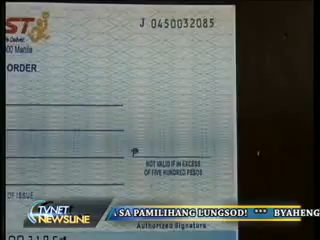 ST
J 0450032085
Manila
ORDER
NOT VALID IF IN EXCESS
OF FIVE HUNDRED PESOS
OF ISSUE
TVNET
NEWSLINE
SA PAMILIHANG LUNGSOD! *** BYAHENG
Authorized Signature